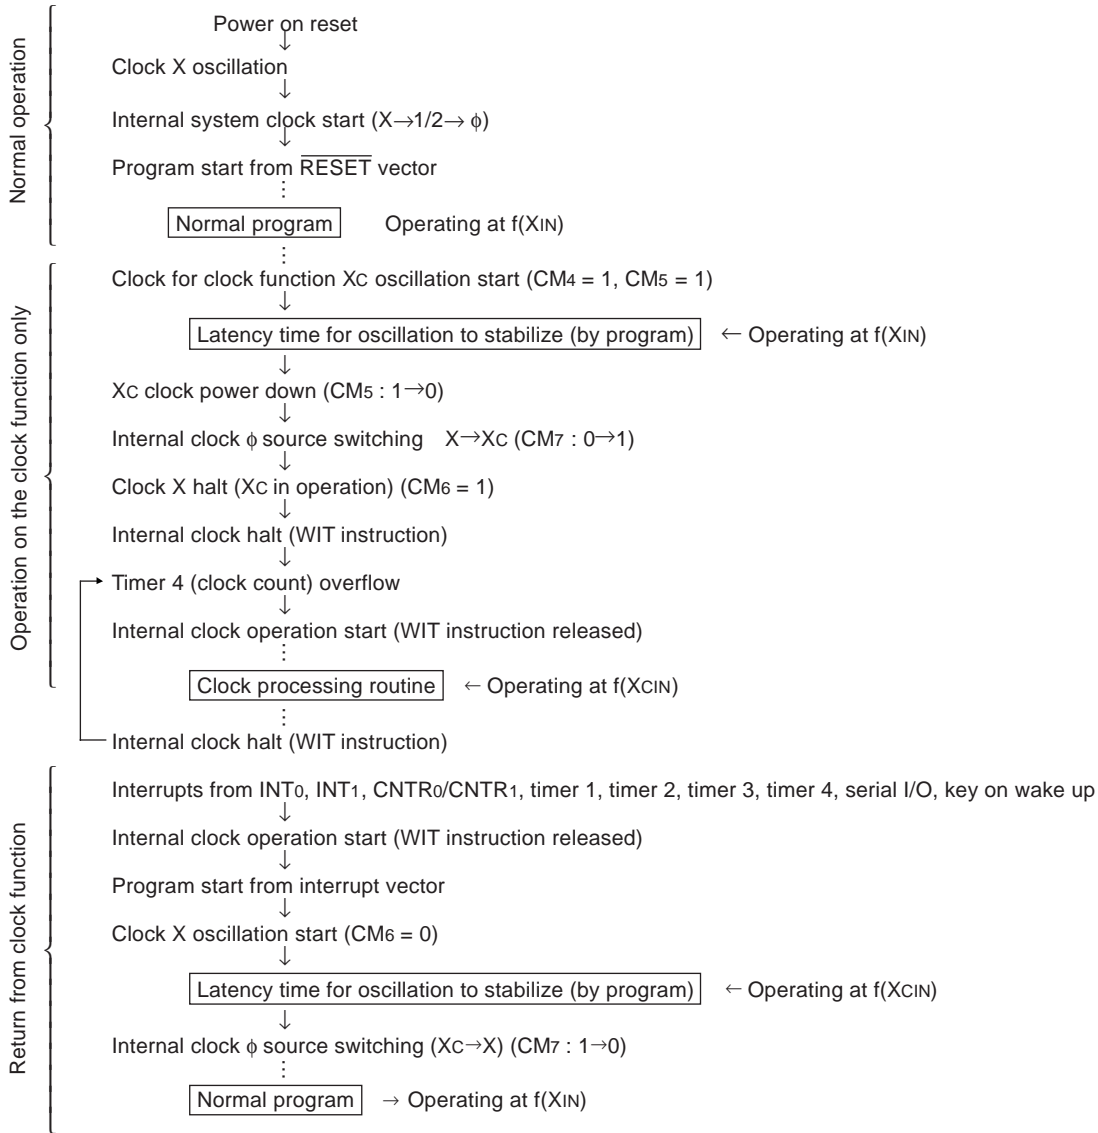 Normal operation
Power on reset
↓
Clock X oscillation
↓
Internal system clock start (X→1/2→ ϕ)
↓
Program start from RESET vector
⋮
Normal program Operating at f(XIN)
⋮
Operation on the clock function only
Clock for clock function XC oscillation start (CM4 = 1, CM5 = 1)
↓
Latency time for oscillation to stabilize (by program) ← Operating at f(XIN)
↓
XC clock power down (CM5 : 1→0)
↓
Internal clock ϕ source switching X→XC (CM7 : 0→1)
↓
Clock X halt (XC in operation) (CM6 = 1)
↓
Internal clock halt (WIT instruction)
↓
Timer 4 (clock count) overflow
↓
Internal clock operation start (WIT instruction released)
⋮
Clock processing routine ← Operating at f(XCIN)
⋮
Internal clock halt (WIT instruction)
Return from clock function
Interrupts from INT0, INT1, CNTR0/CNTR1, timer 1, timer 2, timer 3, timer 4, serial I/O, key on wake up
↓
Internal clock operation start (WIT instruction released)
↓
Program start from interrupt vector
↓
Clock X oscillation start (CM6 = 0)
↓
Latency time for oscillation to stabilize (by program) ← Operating at f(XCIN)
↓
Internal clock ϕ source switching (XC→X) (CM7 : 1→0)
⋮
Normal program → Operating at f(XIN)